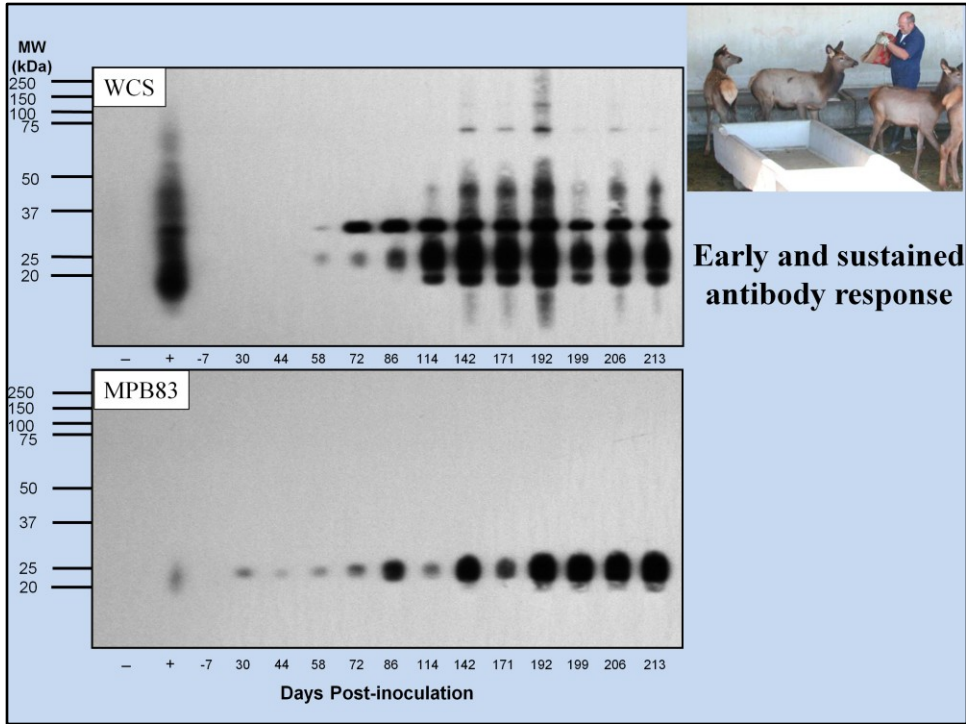 MW
(kDa)
WCS
250
150
100
75
50
37
25
20
– + -7 30 44 58 72 86 114 142 171 192 199 206 213
MPB83
250
150
100
75
50
37
25
20
– + -7 30 44 58 72 86 114 142 171 192 199 206 213
Days Post-inoculation
Early and sustained
antibody response